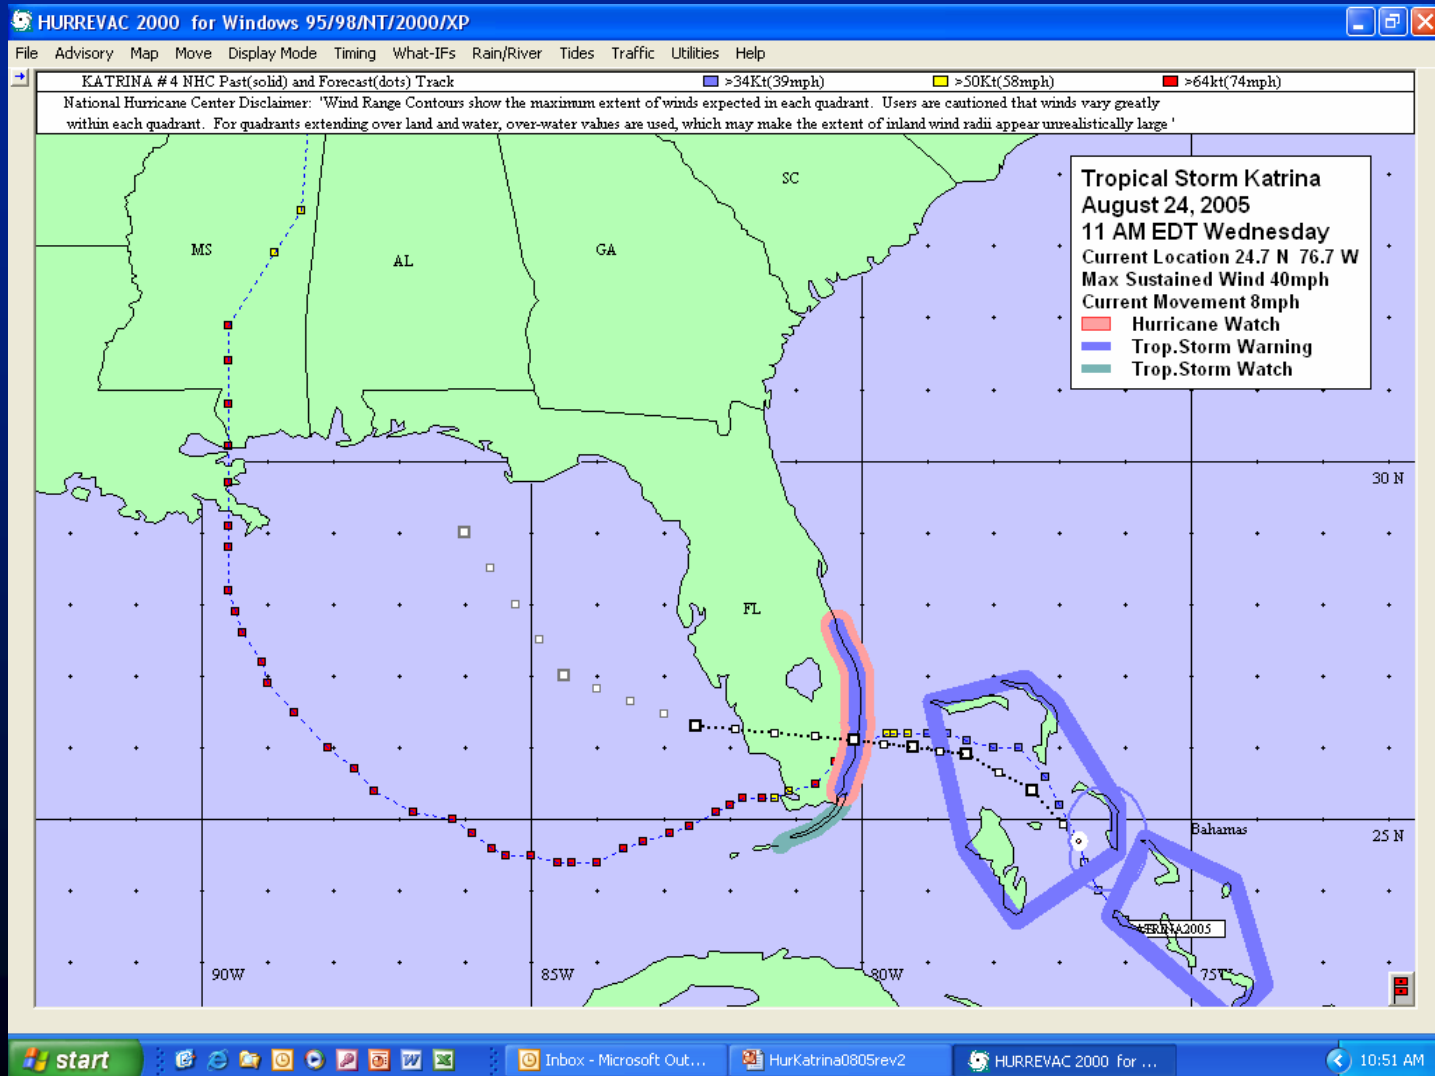 HURREVAC 2000 for Windows 95/98/NT/2000/XP
File Advisory Map Move Display Mode Timing What-IFs Rain/River Tides Traffic Utilities Help
KATRINA # 4 NHC Past(solid) and Forecast(dots) Track >34Kt(39mph) >50Kt(58mph) >64kt(74mph)
National Hurricane Center Disclaimer: 'Wind Range Contours show the maximum extent of winds expected in each quadrant. Users are cautioned that winds vary greatly
within each quadrant. For quadrants extending over land and water, over-water values are used, which may make the extent of inland wind radii appear unrealistically large '
Tropical Storm Katrina
August 24, 2005
11 AM EDT Wednesday
Current Location 24.7 N 76.7 W
Max Sustained Wind 40mph
Current Movement 8mph
Hurricane Watch
Trop.Storm Warning
Trop.Storm Watch
SC
MS
AL
GA
30 N
FL
Bahamas
25 N
90W
85W
80W
75W
start
Inbox - Microsoft Out...
HurKatrina0805rev2
HURREVAC 2000 for ...
10:51 AM